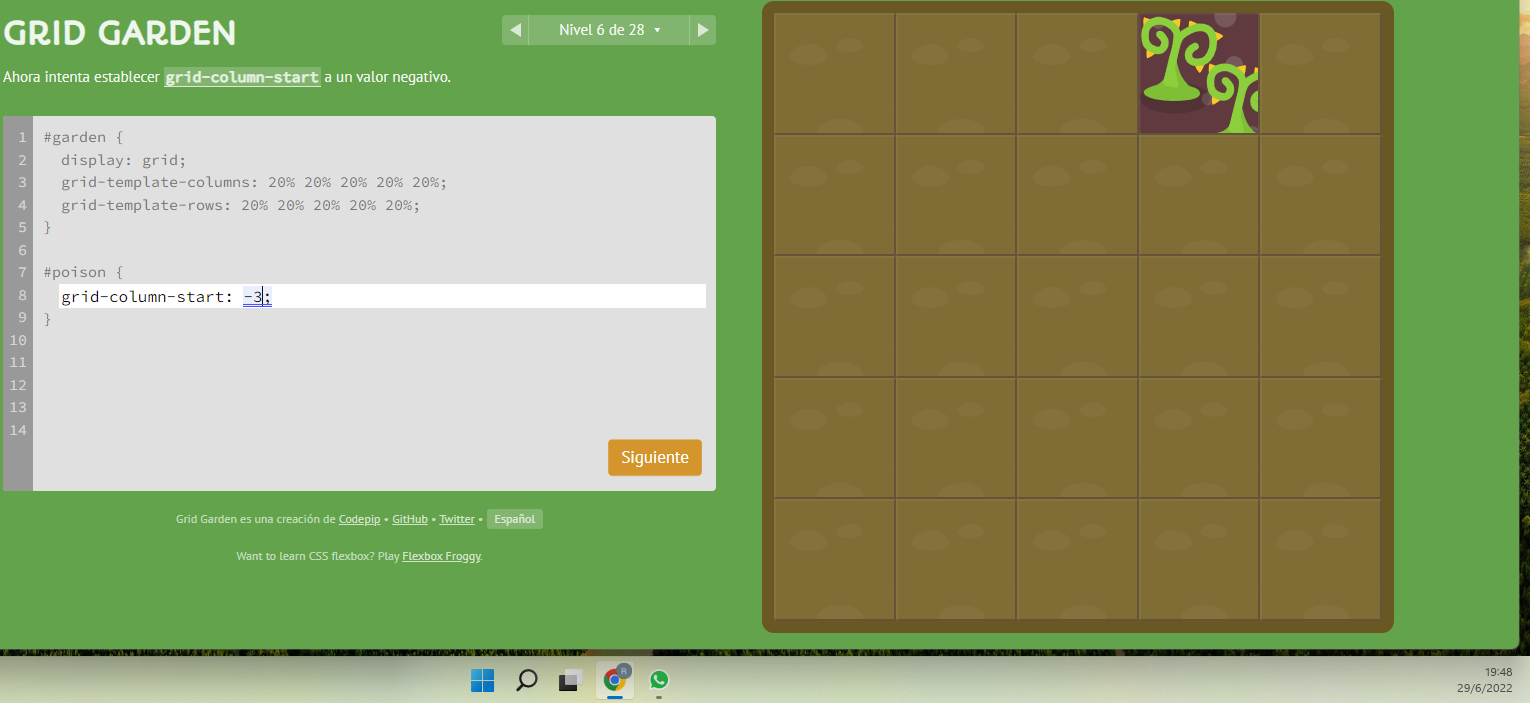 GRID GARDEN
Nivel 6 de 28
Ahora intenta establecer grid-column-start a un valor negativo.
1 #garden {
2 display: grid;
3 grid-template-columns: 20% 20% 20% 20% 20%;
4 grid-template-rows: 20% 20% 20% 20% 20%;
5 }
6
7 #poison {
8 grid-column-start: -3;
9 }
10
11
12
13
14
Siguiente
Grid Garden es una creación de Codepip • GitHub • Twitter • Español
Want to learn CSS flexbox? Play Flexbox Froggy.
R
19:48
29/6/2022